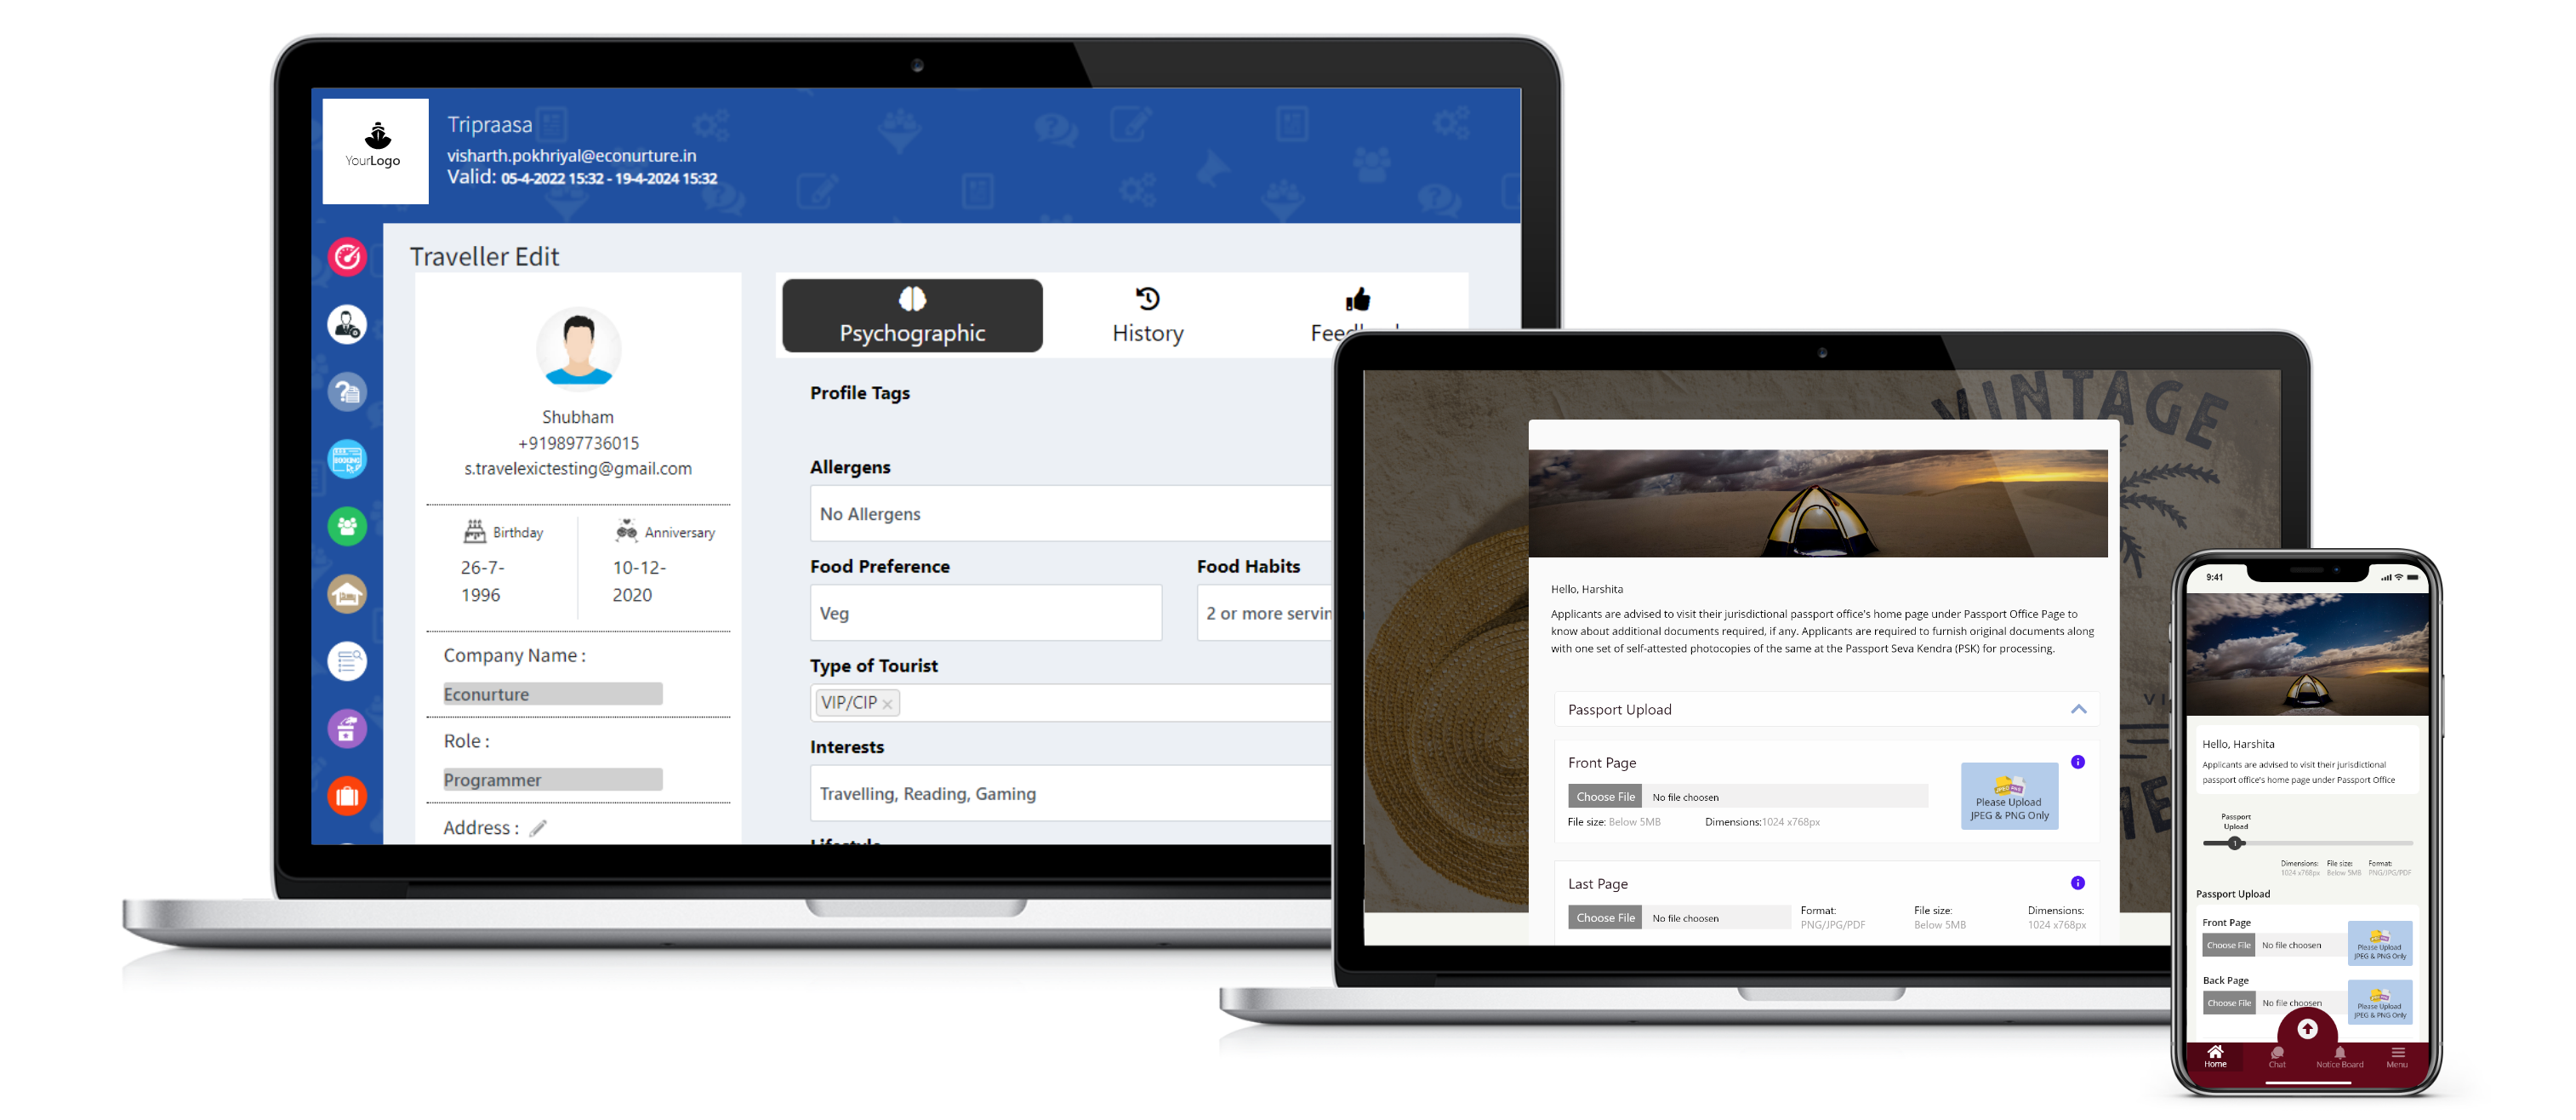 YourLogo
Tripraasa
visharth.pokhriyal@econurture.in
Valid: 05-4-2022 15:32 - 19-4-2024 15:32
Traveller Edit
Shubham
+919897736015
s.travelexictesting@gmail.com
Birthday
Anniversary
26-7-
1996
10-12-
2020
Company Name :
Econurture
Role :
Programmer
Address :
BOOKING
Psychographic
History
Profile Tags
Allergens
No Allergens
Food Preference
Food Habits
Veg
2 or more servin
Type of Tourist
VIP/CIP ×
Interests
Travelling, Reading, Gaming
VINTAGE
Hello, Harshita
Applicants are advised to visit their jurisdictional passport office's home page under Passport Office Page to
know about additional documents required, if any. Applicants are required to furnish original documents along
with one set of self-attested photocopies of the same at the Passport Seva Kendra (PSK) for processing.
Passport Upload
Front Page
Choose File No file choosen
File size: Below 5MB Dimensions:1024 x768px
Please Upload
JPEG & PNG Only
Last Page
Choose File No file choosen
Format:
PNG/JPG/PDF
File size:
Below 5MB
Dimensions:
1024 x768px
9:41
Hello, Harshita
Applicants are advised to visit their jurisdictional
passport office's home page under Passport Office
Passport
Upload
1
Dimensions: File size: Format:
1024 x768px Below 5MB PNG/JPG/PDF
Passport Upload
Front Page
Choose File No file choosen
Please Upload
JPEG & PNG Only
Back Page
Choose File No file choosen
Please Upload
JPEG & PNG Only
Home
Chat
Notice Board
Menu